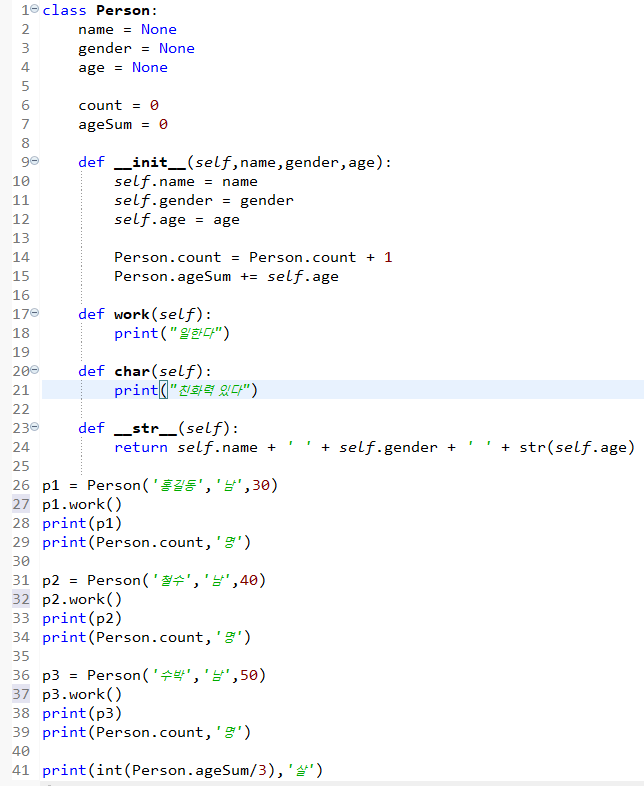 1 class Person:
2     name = None
3     gender = None
4     age = None
5
6     count = 0
7     ageSum = 0
8
9     def __init__(self,name,gender,age):
10         self.name = name
11         self.gender = gender
12         self.age = age
13
14         Person.count = Person.count + 1
15         Person.ageSum += self.age
16
17     def work(self):
18         print("일한다")
19
20     def char(self):
21         print("친화력 있다")
22
23     def __str__(self):
24         return self.name + ' ' + self.gender + ' ' + str(self.age)
25
26 p1 = Person('홍길동','남',30)
27 p1.work()
28 print(p1)
29 print(Person.count,'명')
30
31 p2 = Person('철수','남',40)
32 p2.work()
33 print(p2)
34 print(Person.count,'명')
35
36 p3 = Person('수박','남',50)
37 p3.work()
38 print(p3)
39 print(Person.count,'명')
40
41 print(int(Person.ageSum/3),'살')